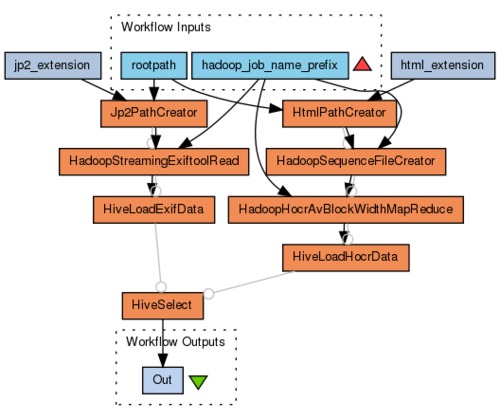 Workflow Inputs
jp2_extension
rootpath
hadoop_job_name_prefix
html_extension
Jp2PathCreator
HtmlPathCreator
HadoopStreamingExiftoolRead
HadoopSequenceFileCreator
HiveLoadExifData
HadoopHocrAvBlockWidthMapReduce
HiveLoadHocrData
HiveSelect
Workflow Outputs
Out